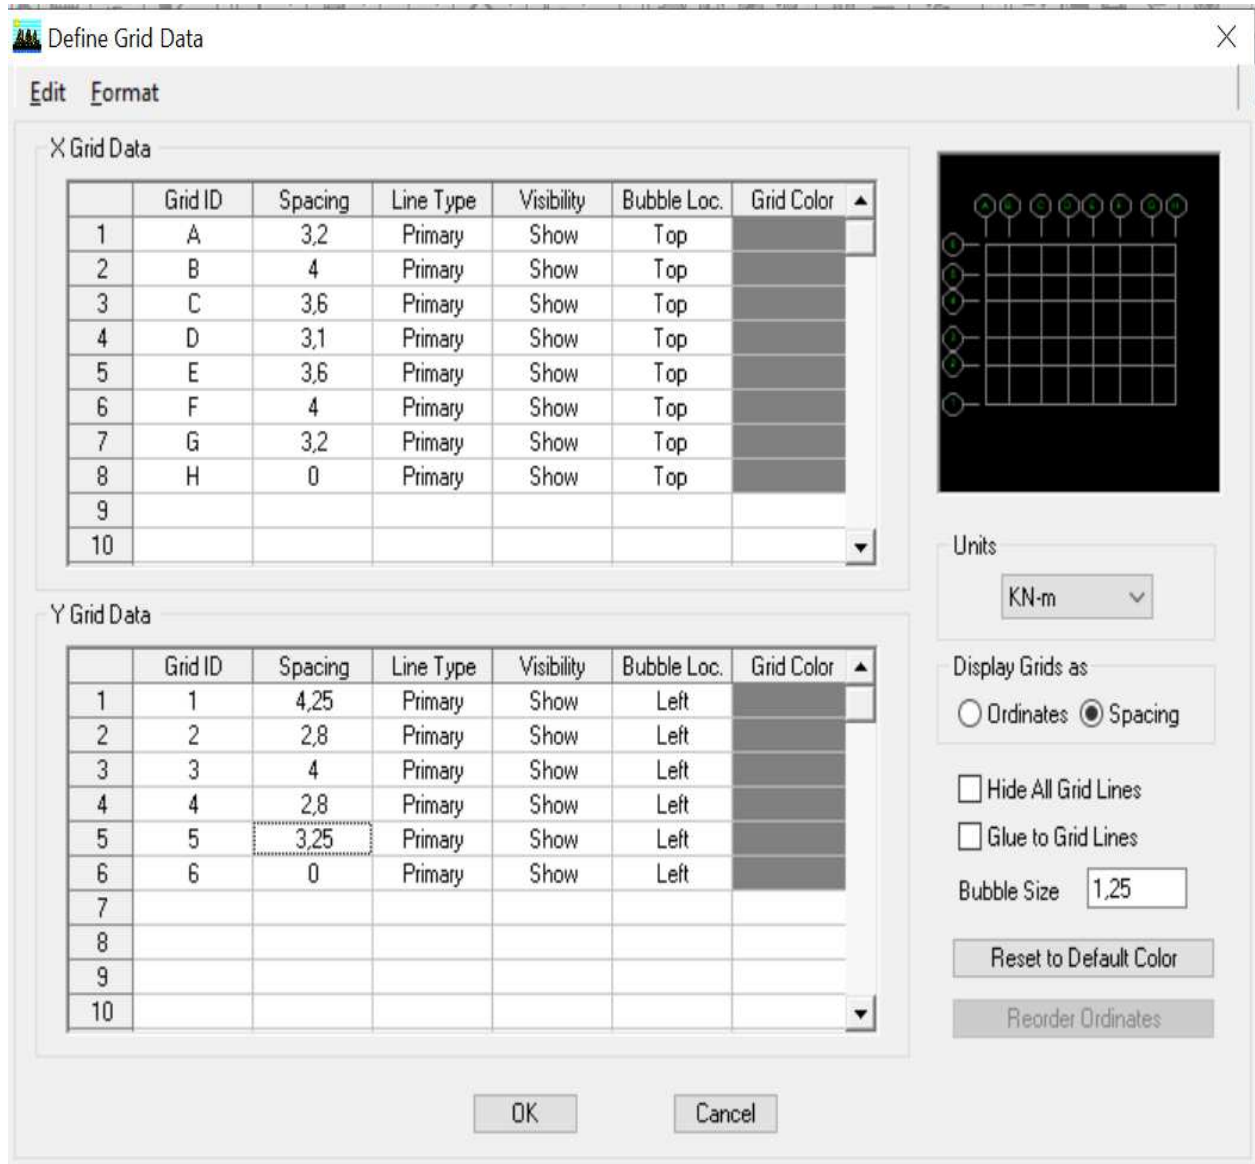 Define Grid Data
Edit Format
X Grid Data
Grid ID Spacing Line Type Visibility Bubble Loc. Grid Color
1 A 3,2 Primary Show Top
2 B 4 Primary Show Top
3 C 3,6 Primary Show Top
4 D 3,1 Primary Show Top
5 E 3,6 Primary Show Top
6 F 4 Primary Show Top
7 G 3,2 Primary Show Top
8 H 0 Primary Show Top
9
10
Y Grid Data
Grid ID Spacing Line Type Visibility Bubble Loc. Grid Color
1 1 4,25 Primary Show Left
2 2 2,8 Primary Show Left
3 3 4 Primary Show Left
4 4 2,8 Primary Show Left
5 5 3,25 Primary Show Left
6 6 0 Primary Show Left
7
8
9
10
Units
KN-m
Display Grids as
Ordinates Spacing
Hide All Grid Lines
Glue to Grid Lines
Bubble Size 1,25
Reset to Default Color
Reorder Ordinates
OK Cancel